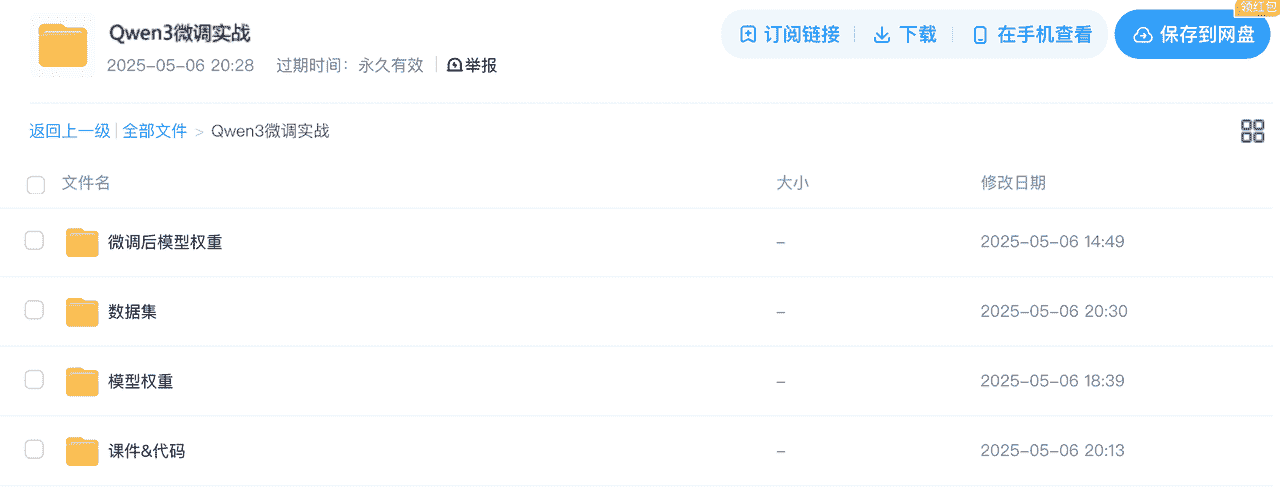 领红包
Qwen3微调实战
订阅链接 下载 在手机查看 保存到网盘
2025-05-06 20:28 过期时间：永久有效 举报
返回上一级 | 全部文件 > Qwen3微调实战
文件名 大小 修改日期
微调后模型权重 – 2025-05-06 14:49
数据集 – 2025-05-06 20:30
模型权重 – 2025-05-06 18:39
课件&代码 – 2025-05-06 20:13